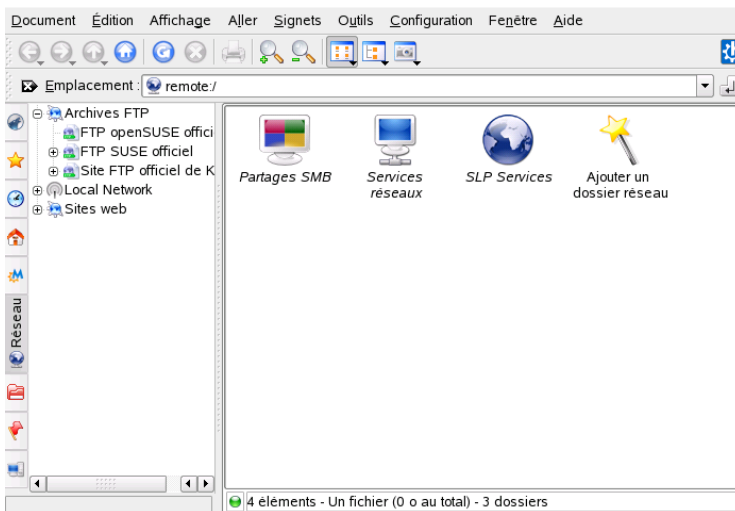 Document Édition Affichage Aller Signets Outils Configuration Fenêtre Aide
Emplacement : remote:/
Archives FTP
FTP openSUSE offici
FTP SUSE officiel
Site FTP officiel de K
Local Network
Sites web
Réseau
Partages SMB
Services
réseaux
SLP Services
Ajouter un
dossier réseau
4 éléments - Un fichier (0 o au total) - 3 dossiers